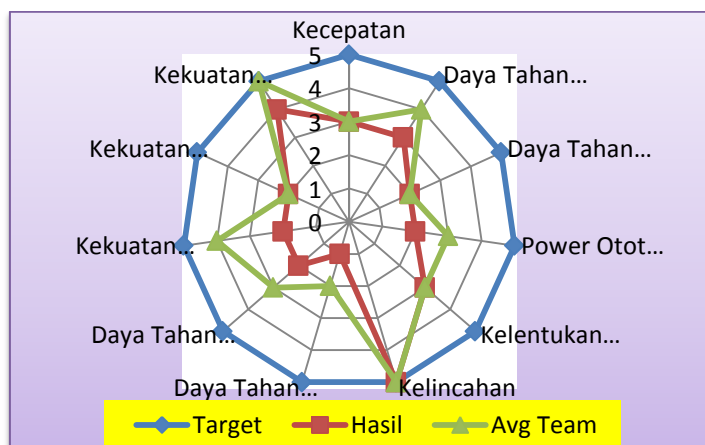 Kecepatan
Daya Tahan...
Daya Tahan...
Power Otot...
Kelentukan...
Kelincahan
Daya Tahan...
Daya Tahan...
Kekuatan...
Kekuatan...
Kekuatan...
5
4
3
2
1
0
Target
Hasil
Avg Team